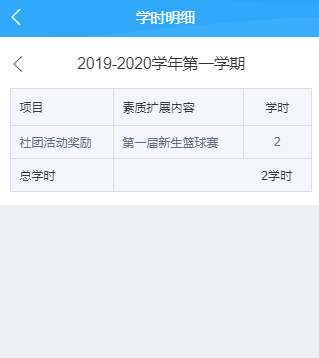 学时明细
2019-2020学年第一学期
项目 素质扩展内容 学时
社团活动奖励 第一届新生篮球赛 2
总学时 2学时